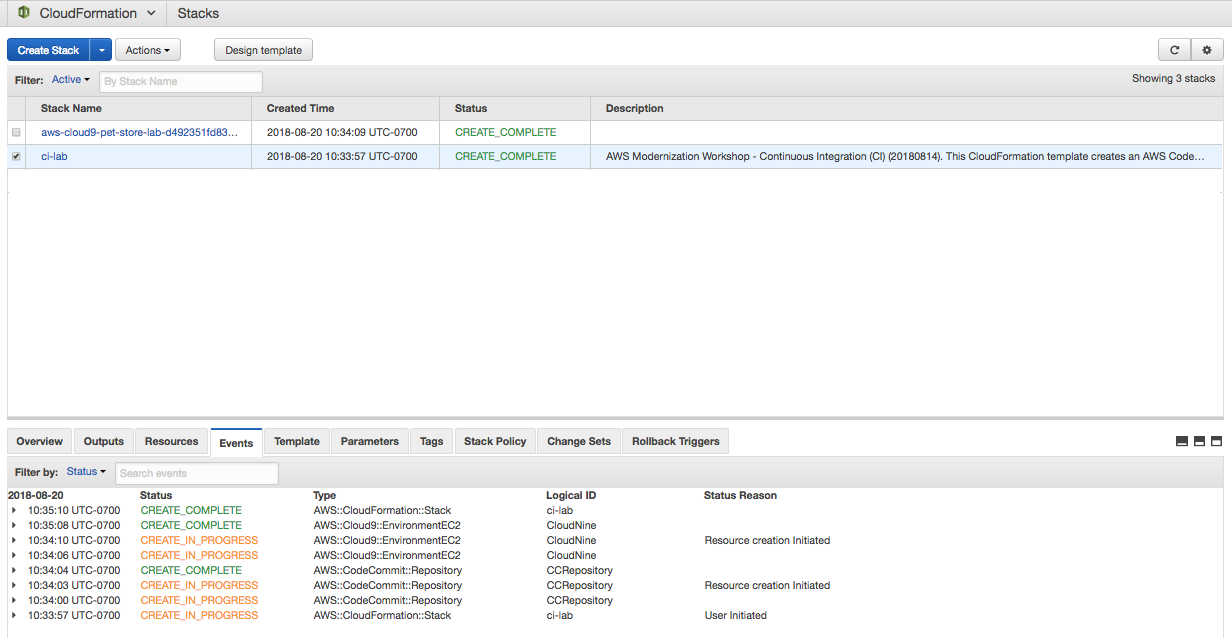 CloudFormation Stacks
Create Stack Actions Design template
Filter: Active By Stack Name Showing 3 stacks
Stack Name Created Time Status Description
aws-cloud9-pet-store-lab-d492351fd83... 2018-08-20 10:34:09 UTC-0700 CREATE_COMPLETE
ci-lab 2018-08-20 10:33:57 UTC-0700 CREATE_COMPLETE AWS Modernization Workshop - Continuous Integration (CI) (20180814). This CloudFormation template creates an AWS Code...
Overview Outputs Resources Events Template Parameters Tags Stack Policy Change Sets Rollback Triggers
Filter by: Status Search events
2018-08-20 Status Type Logical ID Status Reason
10:35:10 UTC-0700 CREATE_COMPLETE AWS::CloudFormation::Stack ci-lab
10:35:08 UTC-0700 CREATE_COMPLETE AWS::Cloud9::EnvironmentEC2 CloudNine
10:34:10 UTC-0700 CREATE_IN_PROGRESS AWS::Cloud9::EnvironmentEC2 CloudNine Resource creation Initiated
10:34:06 UTC-0700 CREATE_IN_PROGRESS AWS::Cloud9::EnvironmentEC2 CloudNine
10:34:04 UTC-0700 CREATE_COMPLETE AWS::CodeCommit::Repository CCRepository
10:34:03 UTC-0700 CREATE_IN_PROGRESS AWS::CodeCommit::Repository CCRepository Resource creation Initiated
10:34:00 UTC-0700 CREATE_IN_PROGRESS AWS::CodeCommit::Repository CCRepository
10:33:57 UTC-0700 CREATE_IN_PROGRESS AWS::CloudFormation::Stack ci-lab User Initiated